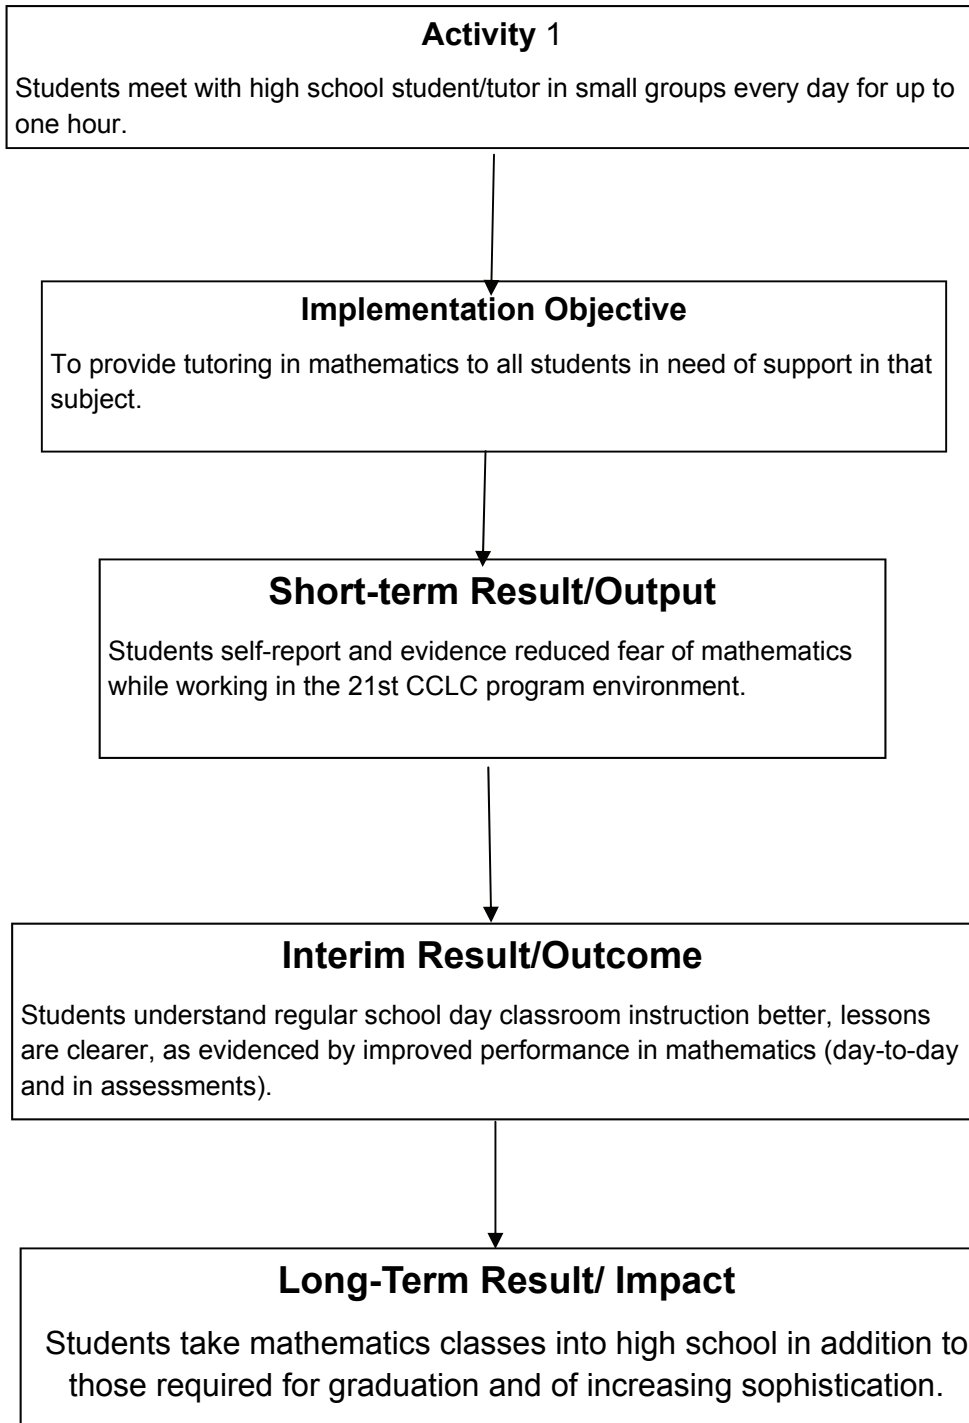 Activity 1
Students meet with high school student/tutor in small groups every day for up to
one hour.
Implementation Objective
To provide tutoring in mathematics to all students in need of support in that
subject.
Short-term Result/Output
Students self-report and evidence reduced fear of mathematics
while working in the 21st CCLC program environment.
Interim Result/Outcome
Students understand regular school day classroom instruction better, lessons
are clearer, as evidenced by improved performance in mathematics (day-to-day
and in assessments).
Long-Term Result/ Impact
Students take mathematics classes into high school in addition to
those required for graduation and of increasing sophistication.